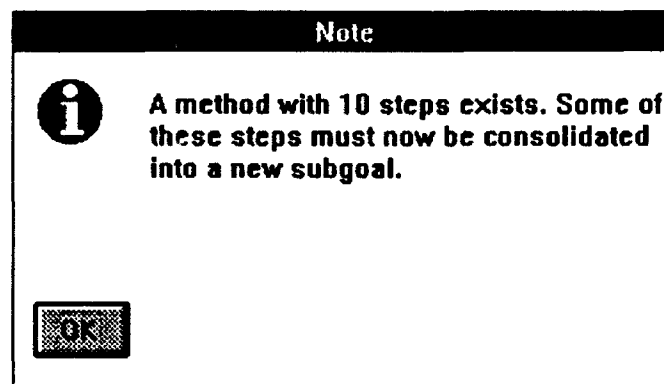 Note
A method with 10 steps exists. Some of
these steps must now be consolidated
into a new subgoal.
OK